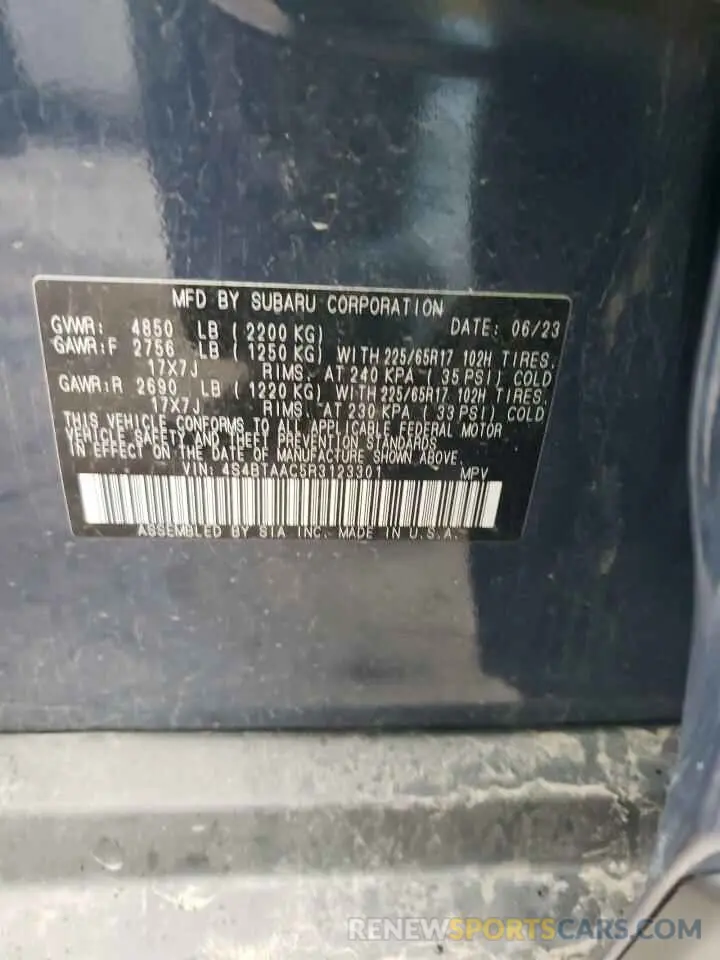 MFD BY SUBARU CORPORATION
GVWR: 4850 LB (2200 KG) DATE: 06/23
GAWR:F 2756 LB (1250 KG) WITH 225/65R17 102H TIRES.
17X7J RIMS. AT 240 KPA (35 PSI) COLD
GAWR:R 2690 LB (1220 KG) WITH 225/65R17 102H TIRES.
17X7J RIMS. AT 230 KPA (33 PSI) COLD
THIS VEHICLE CONFORMS TO ALL APPLICABLE FEDERAL MOTOR
VEHICLE SAFETY AND THEFT PREVENTION STANDARDS
IN EFFECT ON THE DATE OF MANUFACTURE SHOWN ABOVE.
VIN: 4S4BTAAC5R3123301 MPV
ASSEMBLED BY SIA INC. MADE IN U.S.A.
RENEWSPORTSCARS.COM